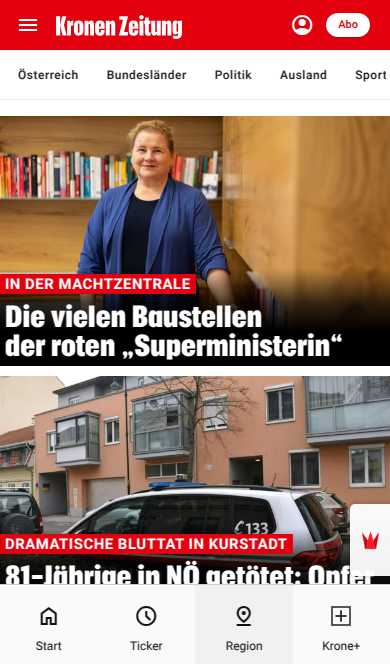 Kronen Zeitung
Abo
Österreich Bundesländer Politik Ausland Sport
IN DER MACHTZENTRALE
Die vielen Baustellen
der roten „Superministerin“
133
DRAMATISCHE BLUTTAT IN KURSTADT
81-Jährige in NÖ getötet: Opfer
Start Ticker Region Krone+